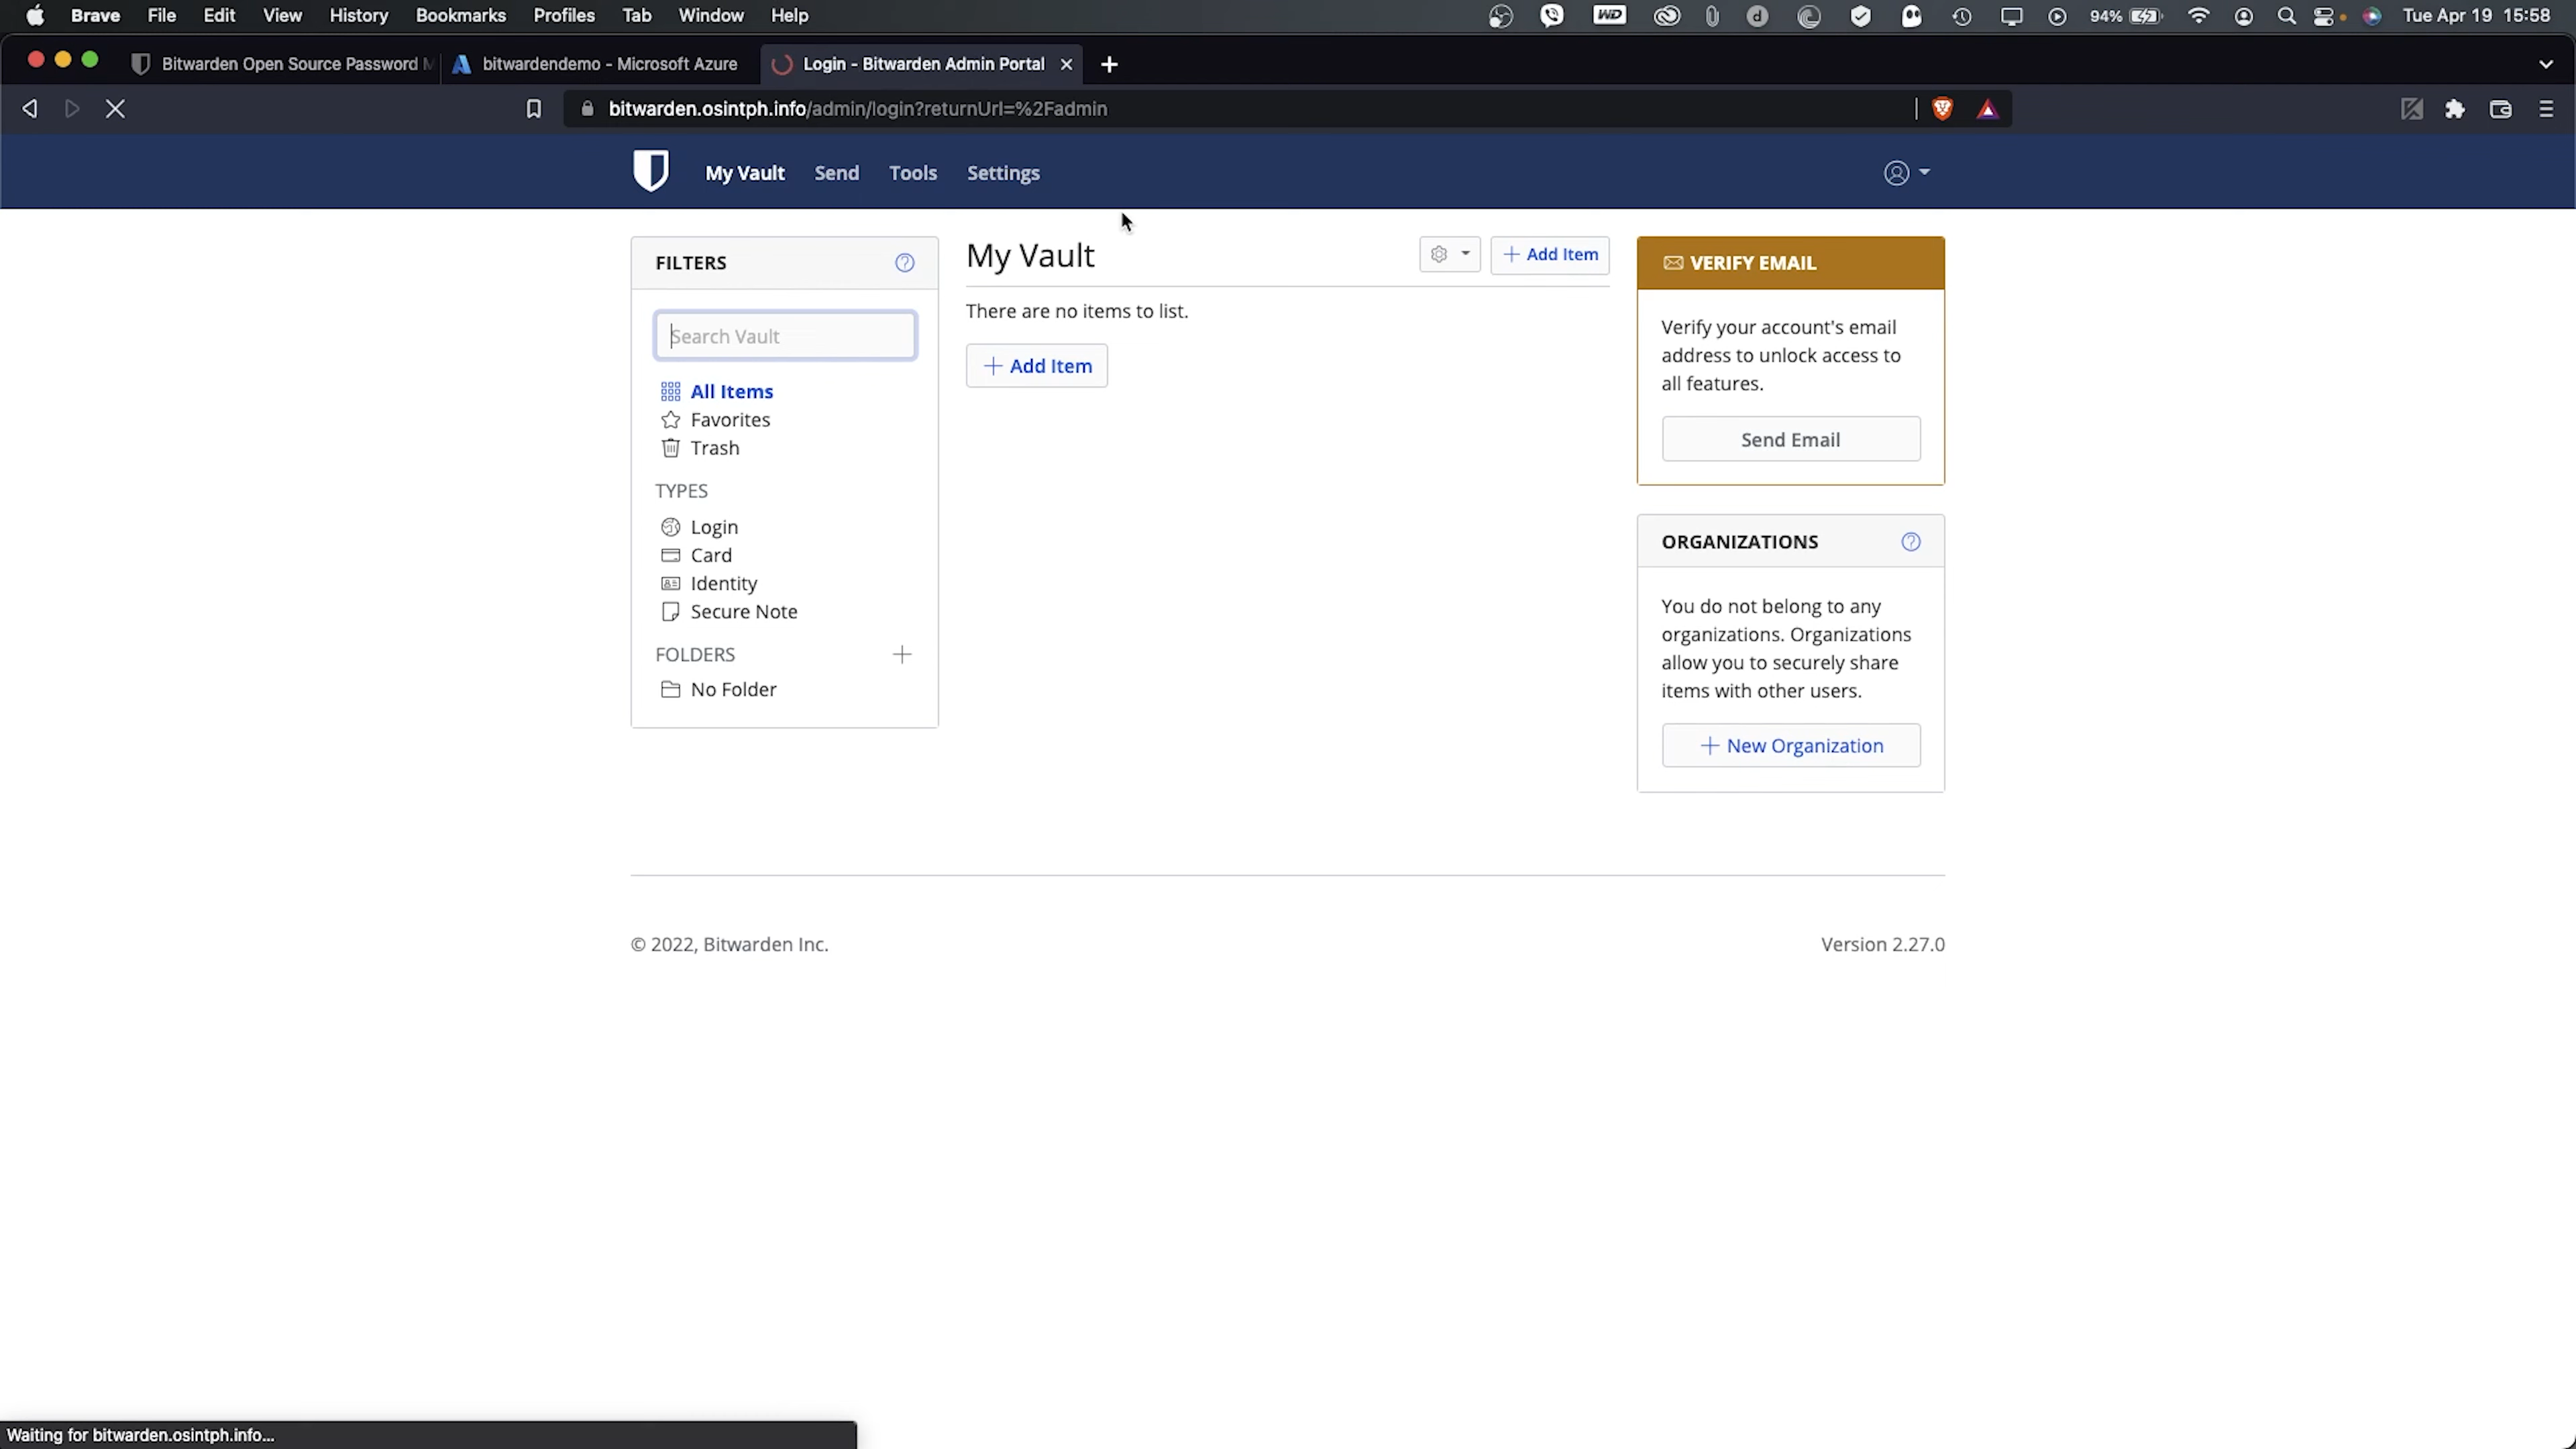 Brave File Edit View History Bookmarks Profiles Tab Window Help WD d 94% Tue Apr 19 15:58
Bitwarden Open Source Password M bitwardendemo - Microsoft Azure Login - Bitwarden Admin Portal
bitwarden.osintph.info/admin/login?returnUrl=%2Fadmin
My Vault Send Tools Settings
FILTERS
Search Vault
All Items
Favorites
Trash
TYPES
Login
Card
Identity
Secure Note
FOLDERS
No Folder
My Vault
Add Item
There are no items to list.
Add Item
VERIFY EMAIL
Verify your account's email
address to unlock access to
all features.
Send Email
ORGANIZATIONS
You do not belong to any
organizations. Organizations
allow you to securely share
items with other users.
New Organization
© 2022, Bitwarden Inc.
Version 2.27.0
Waiting for bitwarden.osintph.info...